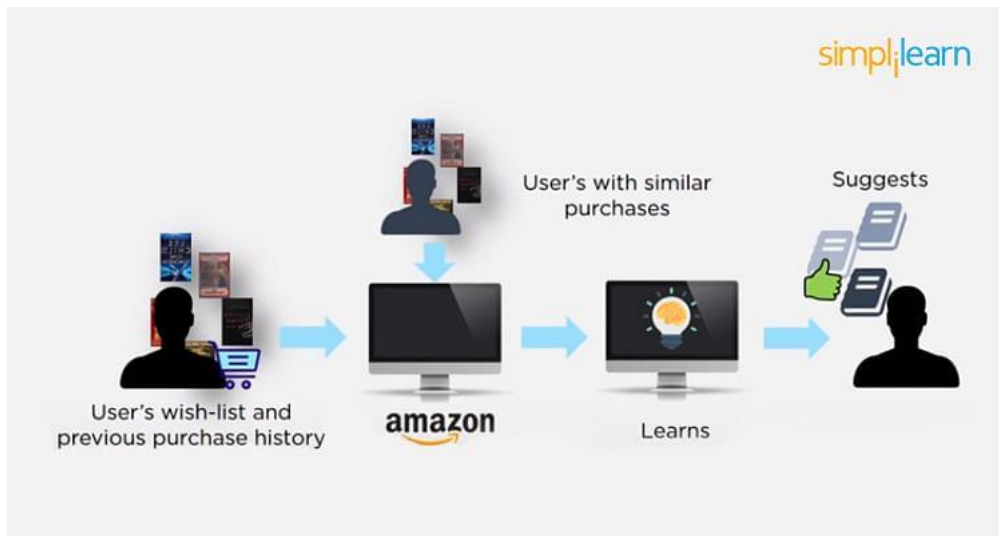 simplilearn
User's with similar
purchases
Suggests
User's wish-list and
previous purchase history
amazon
Learns